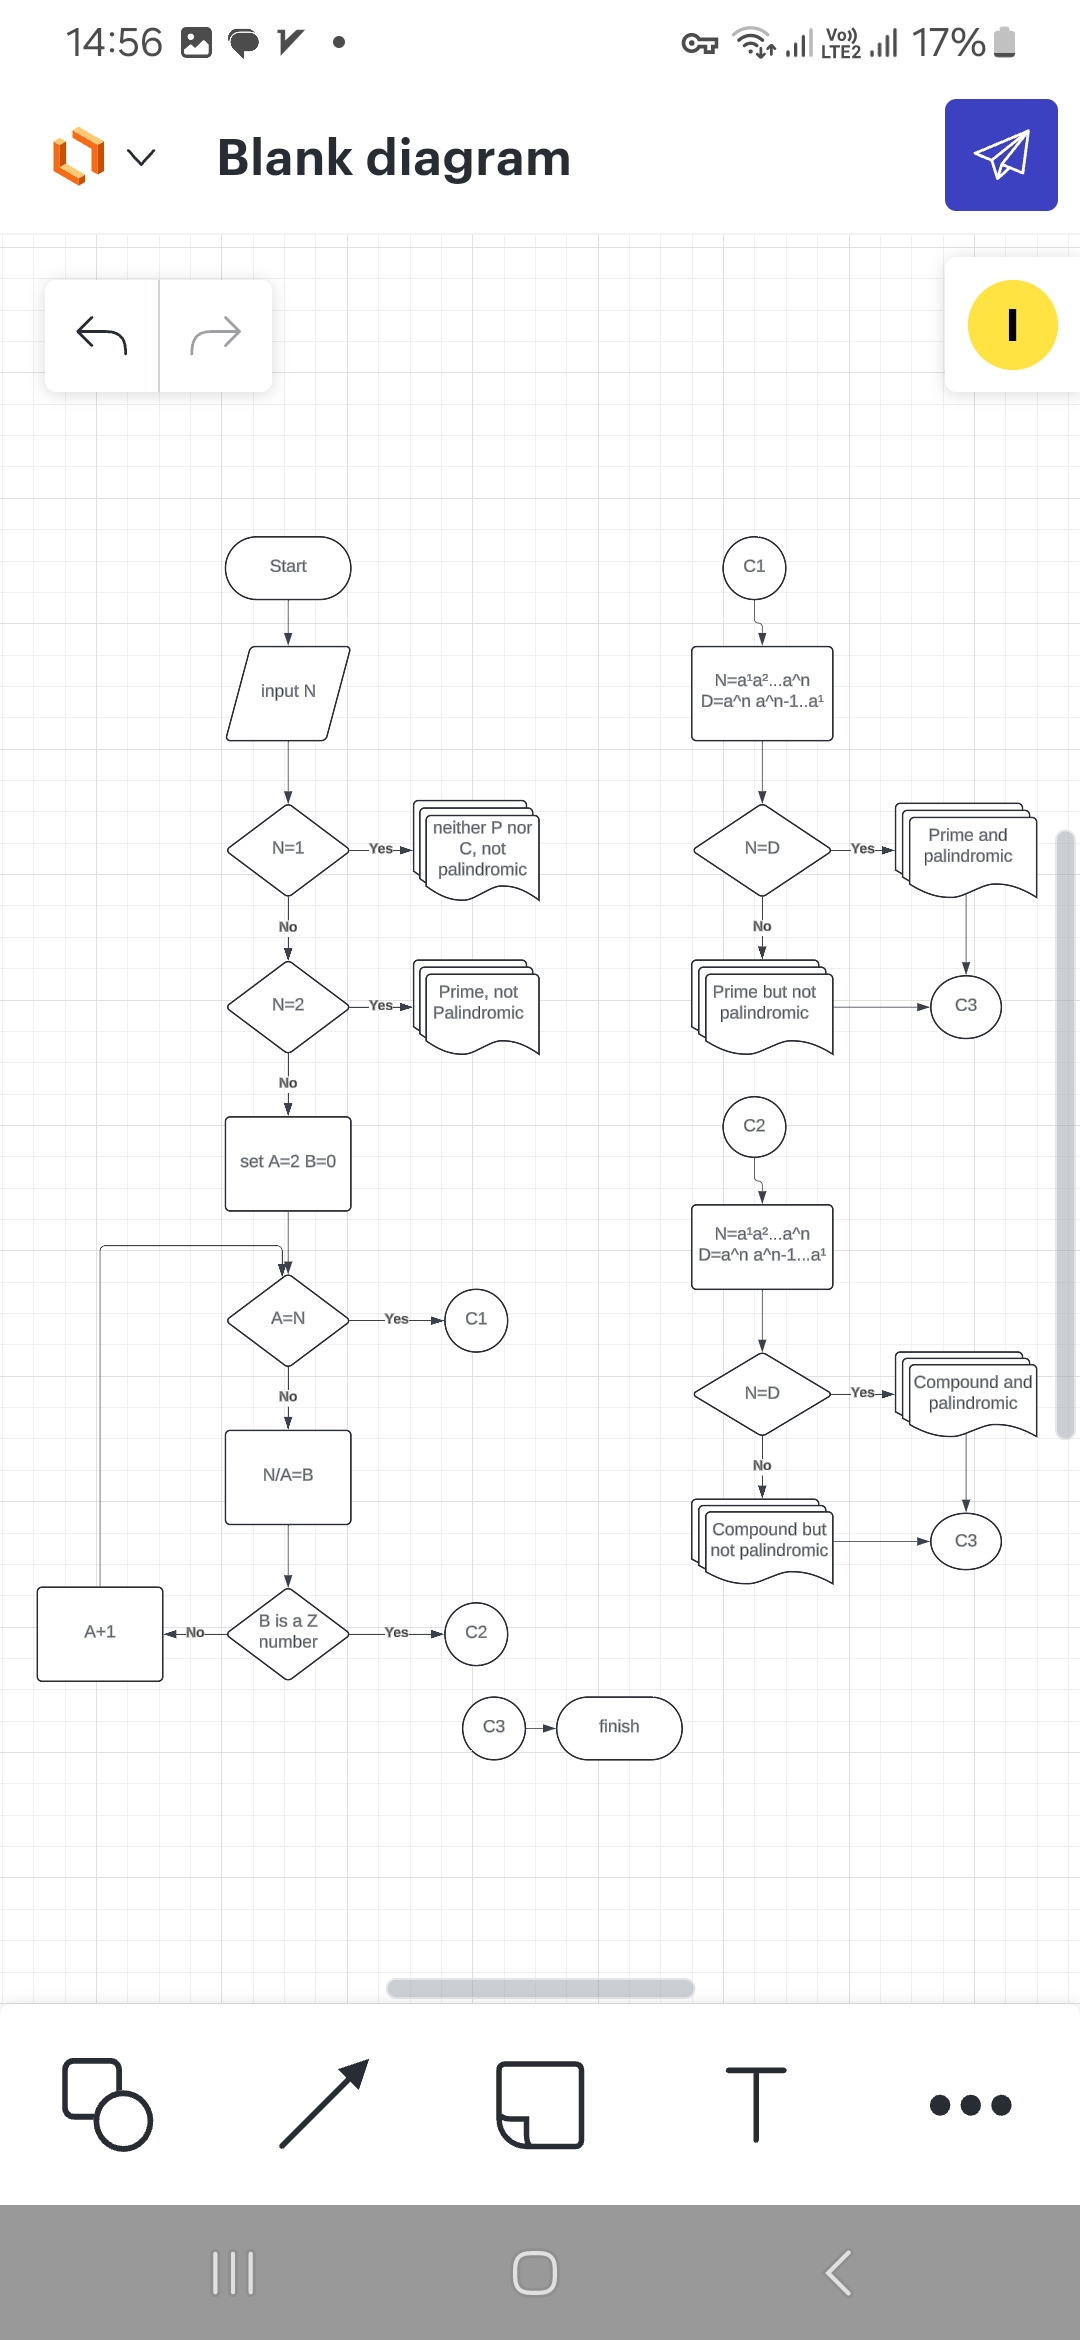 14:56
Vo))
LTE2
17%
Blank diagram
I
Start
input N
N=1
Yes
neither P nor
C, not
palindromic
No
N=2
Yes
Prime, not
Palindromic
No
set A=2 B=0
A=N
Yes
C1
No
N/A=B
B is a Z
number
No
A+1
Yes
C2
C3
finish
C1
N=a¹a²...a^n
D=a^n a^n-1..a¹
N=D
Yes
Prime and
palindromic
No
Prime but not
palindromic
C3
C2
N=a¹a²...a^n
D=a^n a^n-1...a¹
N=D
Yes
Compound and
palindromic
No
Compound but
not palindromic
C3
T